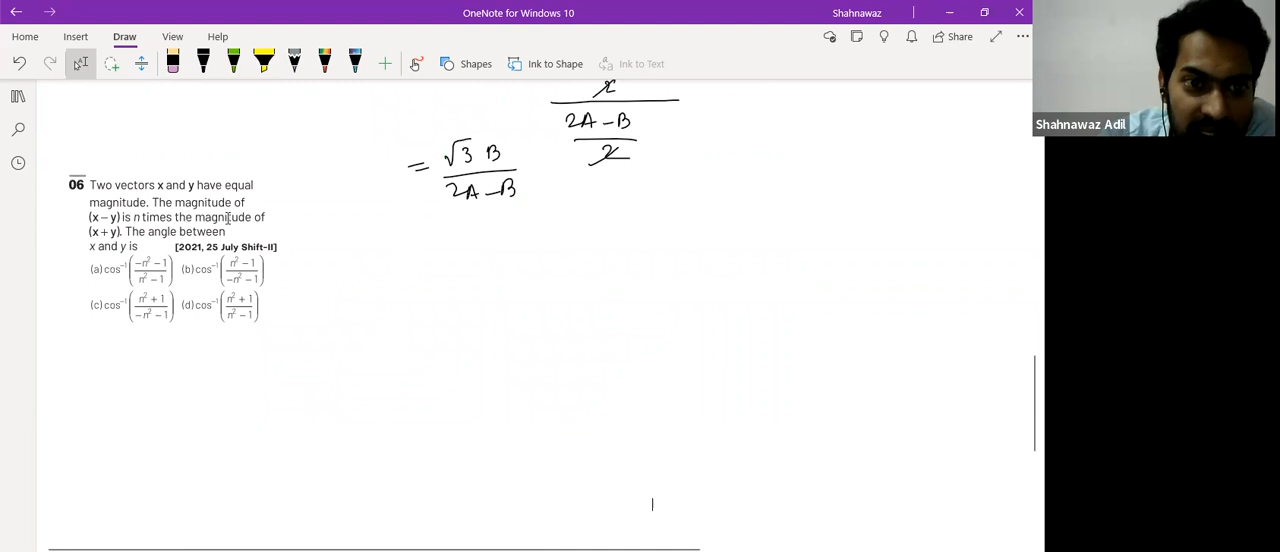 OneNote for Windows 10
Shahnawaz
Home Insert Draw View Help
Share
Shapes Ink to Shape Ink to Text
Shahnawaz Adil
2
2A - B
2
= √3 B
2A - B
06 Two vectors x and y have equal
magnitude. The magnitude of
(x − y) is n times the magnitude of
(x + y). The angle between
x and y is [2021, 25 July Shift-II]
(a) cos⁻¹ ((−n² − 1)/(n² − 1)) (b) cos⁻¹ ((n² − 1)/(−n² − 1))
(c) cos⁻¹ ((n² + 1)/(−n² − 1)) (d) cos⁻¹ ((n² + 1)/(n² − 1))